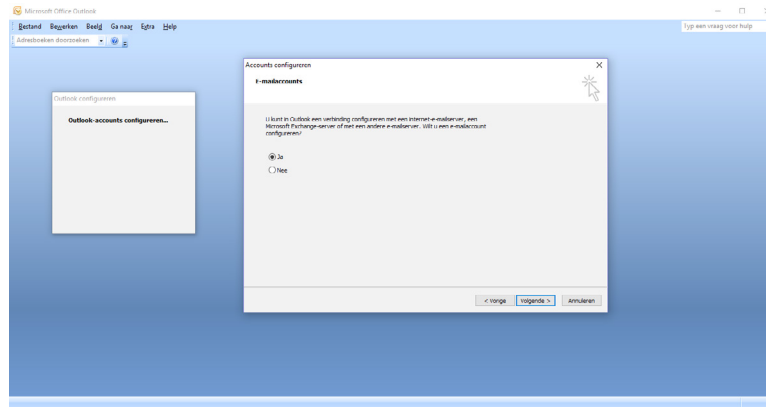 Microsoft Office Outlook
Bestand Bewerken Beeld Ga naar Extra Help
Typ een vraag voor hulp
Adresboeken doorzoeken
Accounts configureren
E-mailaccounts
Outlook configureren
Outlook-accounts configureren...
U kunt in Outlook een verbinding configureren met een Internet-e-mailserver, een
Microsoft Exchange-server of met een andere e-mailserver. Wilt u een e-mailaccount
configureren?
Ja
Nee
< Vorige Volgende > Annuleren